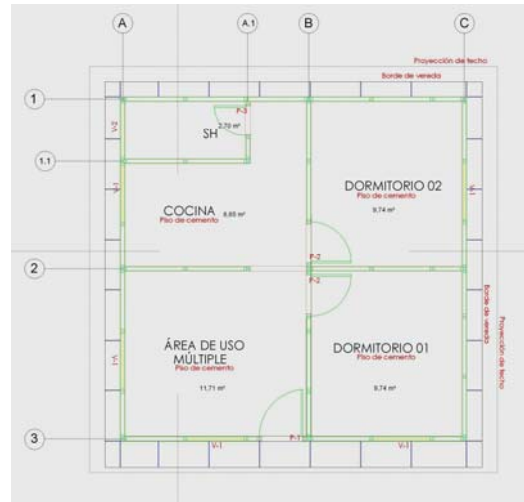 A
A.1
B
C
Proyección de techo
Borde de vereda
1
P-3
2,70 m²
SH
V-2
1.1
V-1
DORMITORIO 02
Piso de cemento
9,74 m²
V-1
COCINA
8,65 m²
Piso de cemento
P-2
2
P-2
Borde de vereda
Proyección de techo
ÁREA DE USO
MÚLTIPLE
Piso de cemento
11,71 m²
DORMITORIO 01
Piso de cemento
9,74 m²
V-1
3
V-1
P-1
V-1